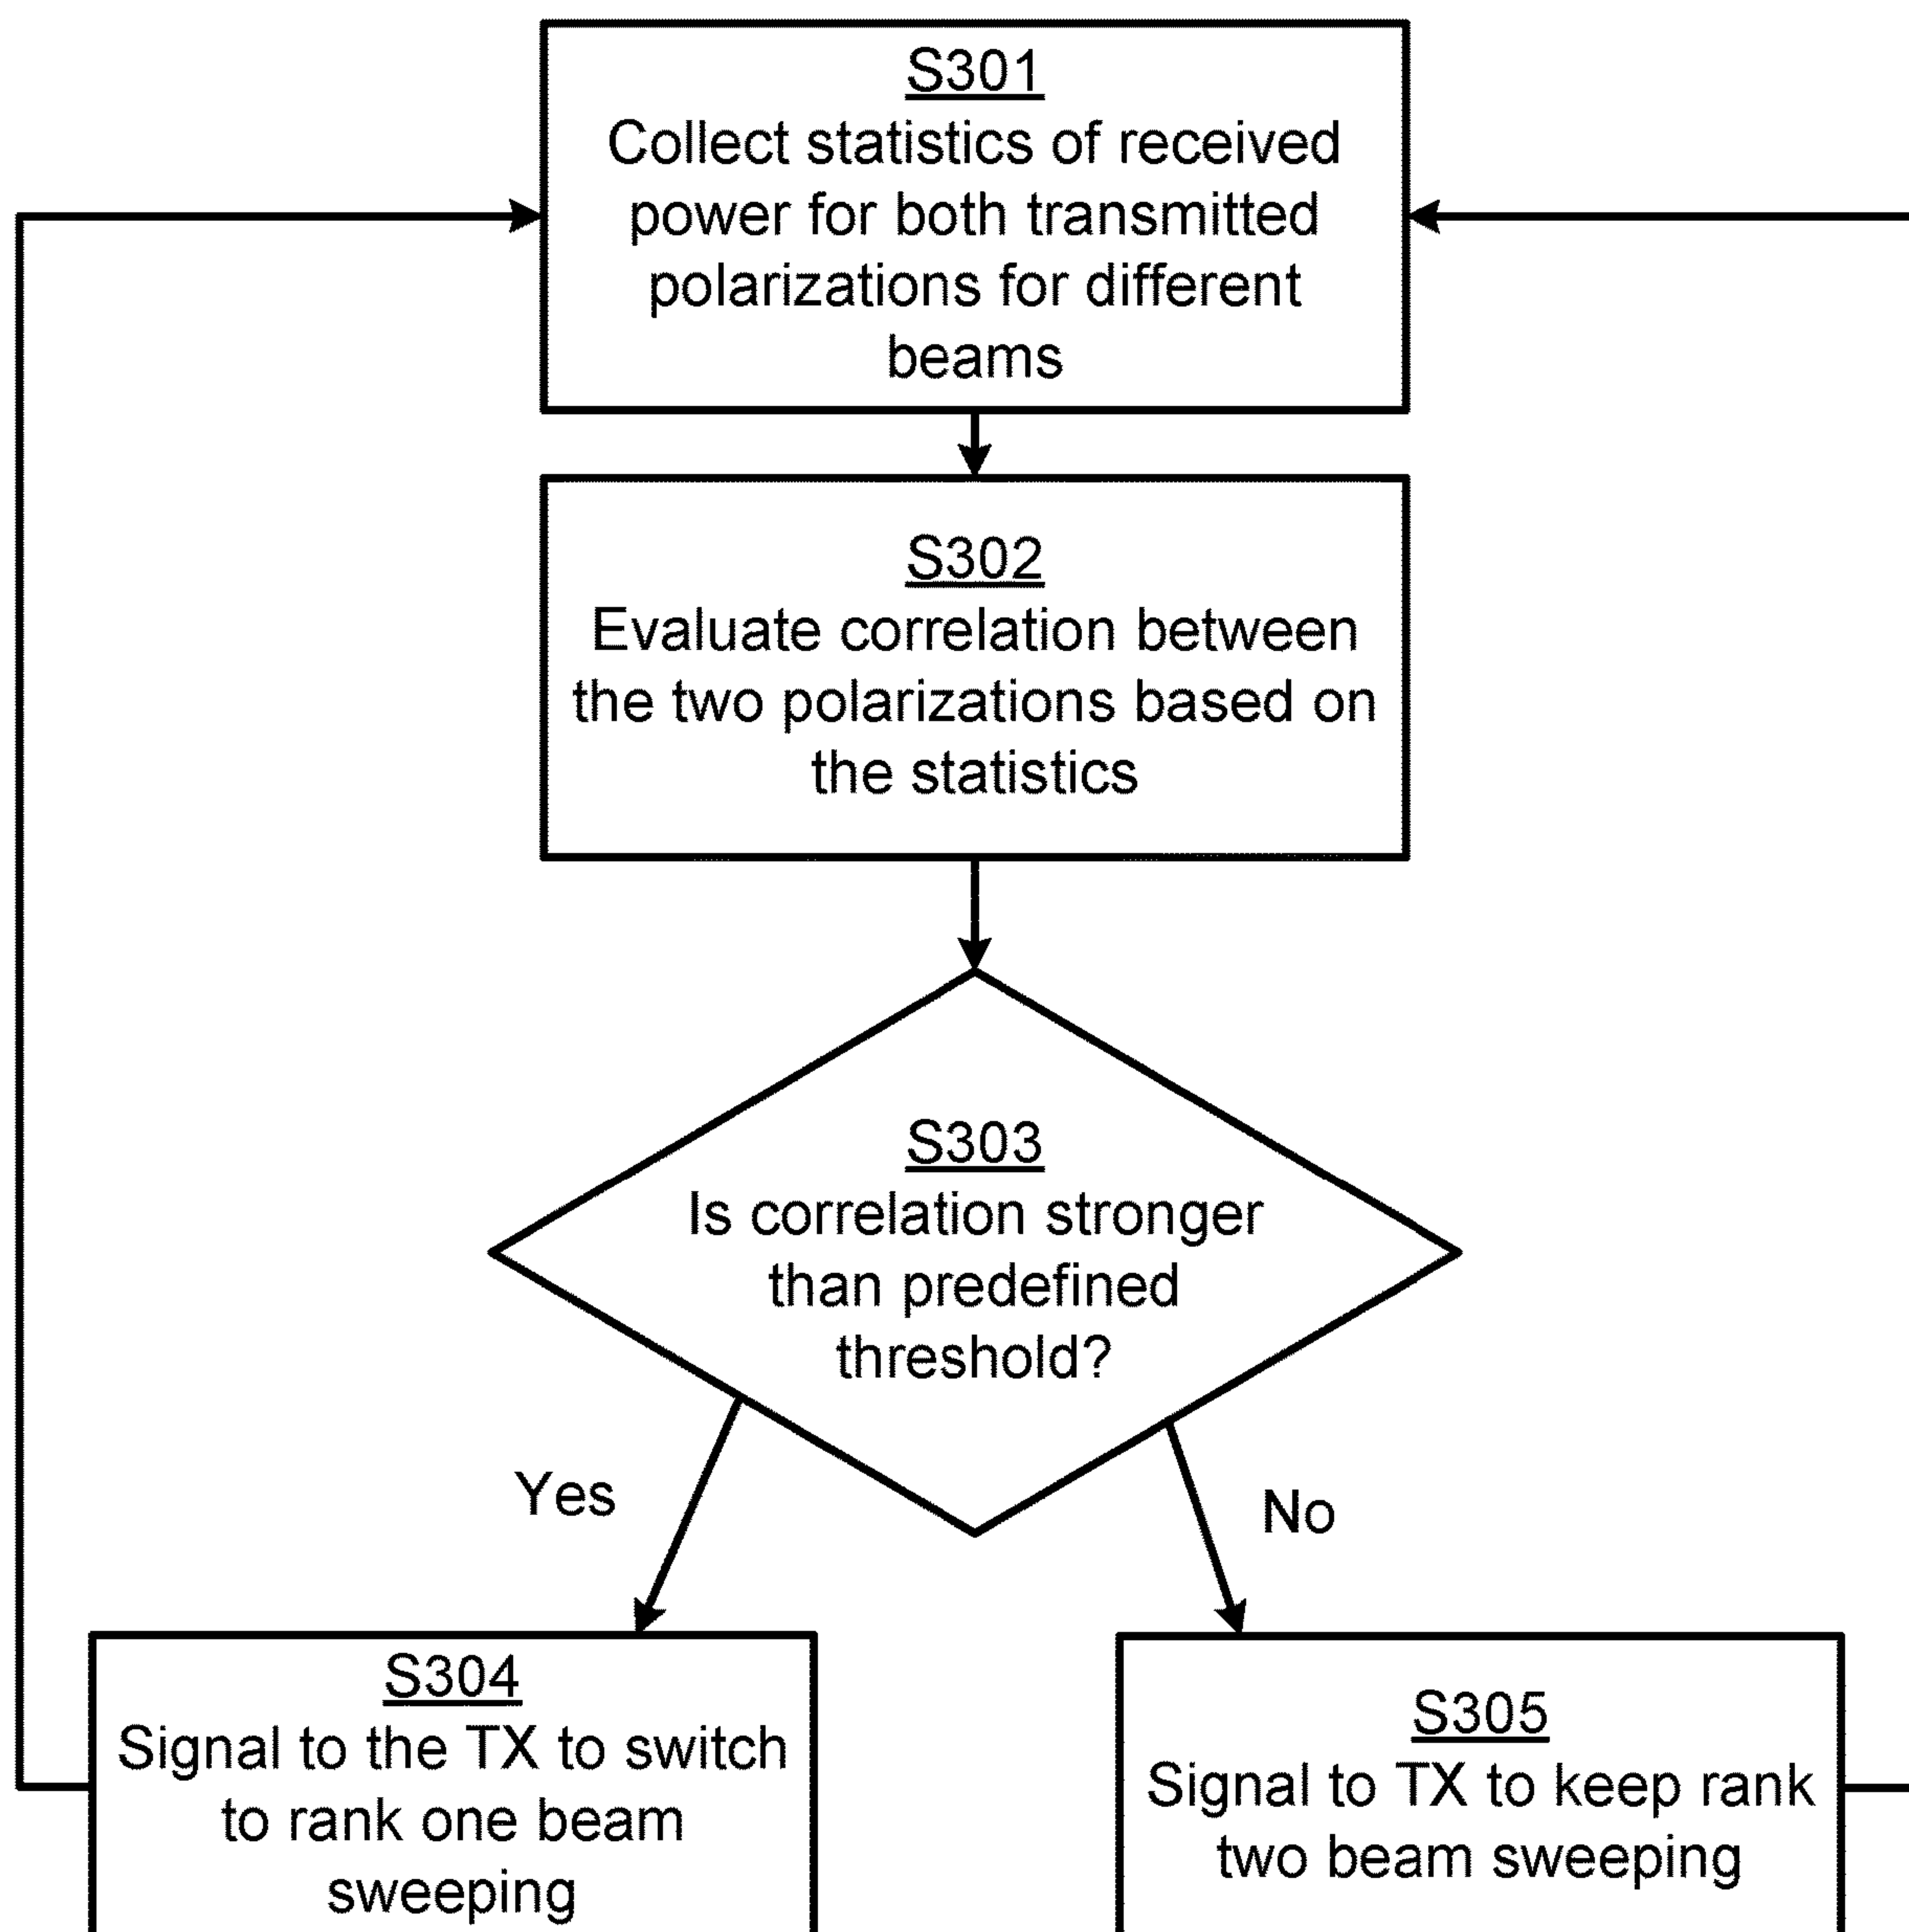 S301
Collect statistics of received
power for both transmitted
polarizations for different
beams
S302
Evaluate correlation between
the two polarizations based on
the statistics
S303
Is correlation stronger
than predefined
threshold?
Yes
No
S304
Signal to the TX to switch
to rank one beam
sweeping
S305
Signal to TX to keep rank
two beam sweeping